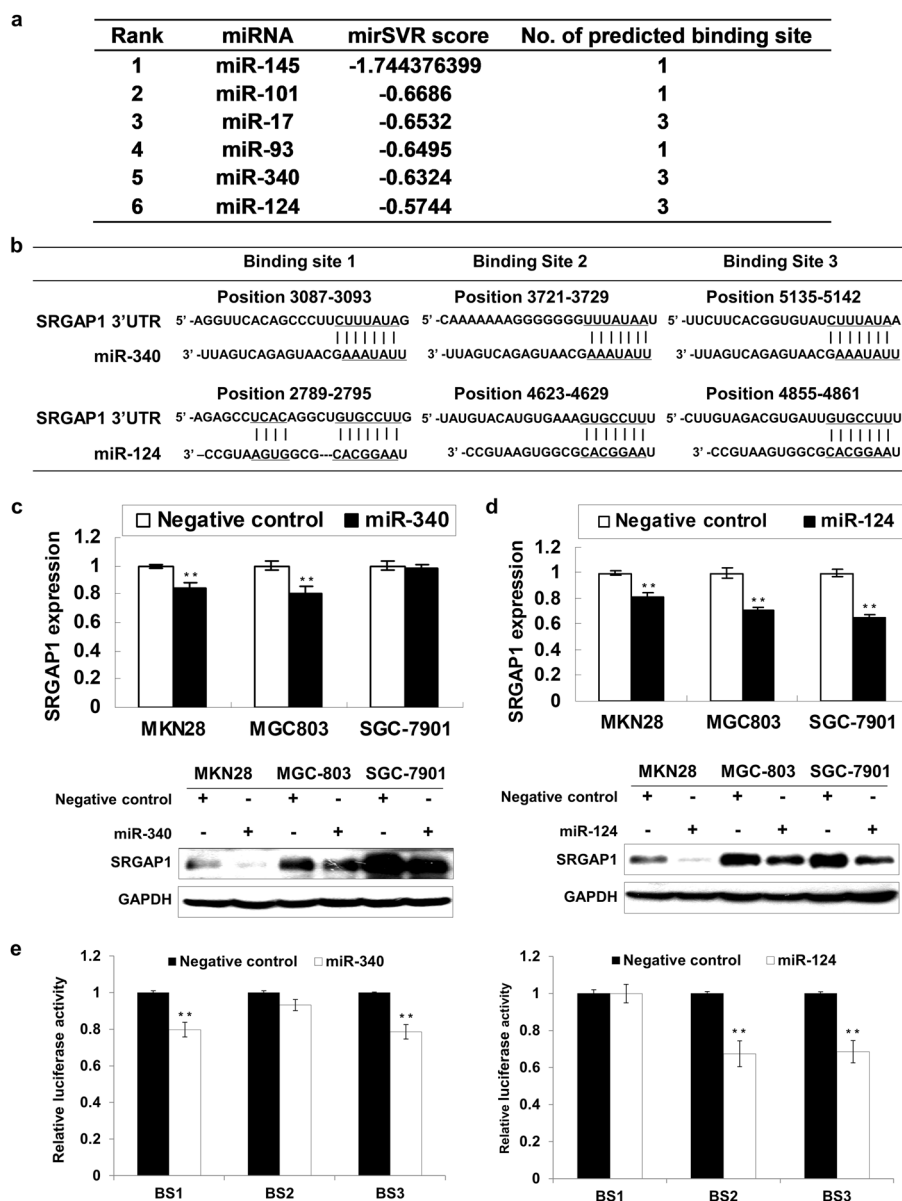 a
Rank miRNA mirSVR score No. of predicted binding site
1 miR-145 -1.744376399 1
2 miR-101 -0.6686 1
3 miR-17 -0.6532 3
4 miR-93 -0.6495 1
5 miR-340 -0.6324 3
6 miR-124 -0.5744 3
b
Binding site 1 Binding Site 2 Binding Site 3
Position 3087-3093 Position 3721-3729 Position 5135-5142
SRGAP1 3'UTR 5' -AGGUUCACAGCCCUUCUUUAUAG 5' -CAAAAAAAGGGGGGGUUUAUAAU 5' -UUCUUCACGGUGUAUCUUUAUAA
miR-340 3' -UUAGUCAGAGUAACGAAAUAUU 3' -UUAGUCAGAGUAACGAAAUAUU 3' -UUAGUCAGAGUAACGAAAUAUU
Position 2789-2795 Position 4623-4629 Position 4855-4861
SRGAP1 3'UTR 5' -AGAGCCUCACAGGCUGUGCCUUG 5' -UAUGUACAUGUGAAAGUGCCUUU 5' -CUUGUAGACGUGAUUGUGCCUUU
miR-124 3' –CCGUAAGUGGCG---CACGGAAU 3' -CCGUAAGUGGCGCACGGAAU 3' -CCGUAAGUGGCGCACGGAAU
c
Negative control miR-340
SRGAP1 expression
1.2
1
0.8
0.6
0.4
0.2
0
** **
MKN28 MGC803 SGC-7901
MKN28 MGC-803 SGC-7901
Negative control + - + - + -
miR-340 - + - + - +
SRGAP1
GAPDH
d
Negative control miR-124
SRGAP1 expression
1.2
1
0.8
0.6
0.4
0.2
0
** ** **
MKN28 MGC803 SGC-7901
MKN28 MGC-803 SGC-7901
Negative control + - + - + -
miR-124 - + - + - +
SRGAP1
GAPDH
e
Negative control miR-340
Relative luciferase activity
1.2
1
0.8
0.6
0.4
0.2
0
** **
BS1 BS2 BS3
Negative control miR-124
Relative luciferase activity
1.2
1
0.8
0.6
0.4
0.2
0
** **
BS1 BS2 BS3